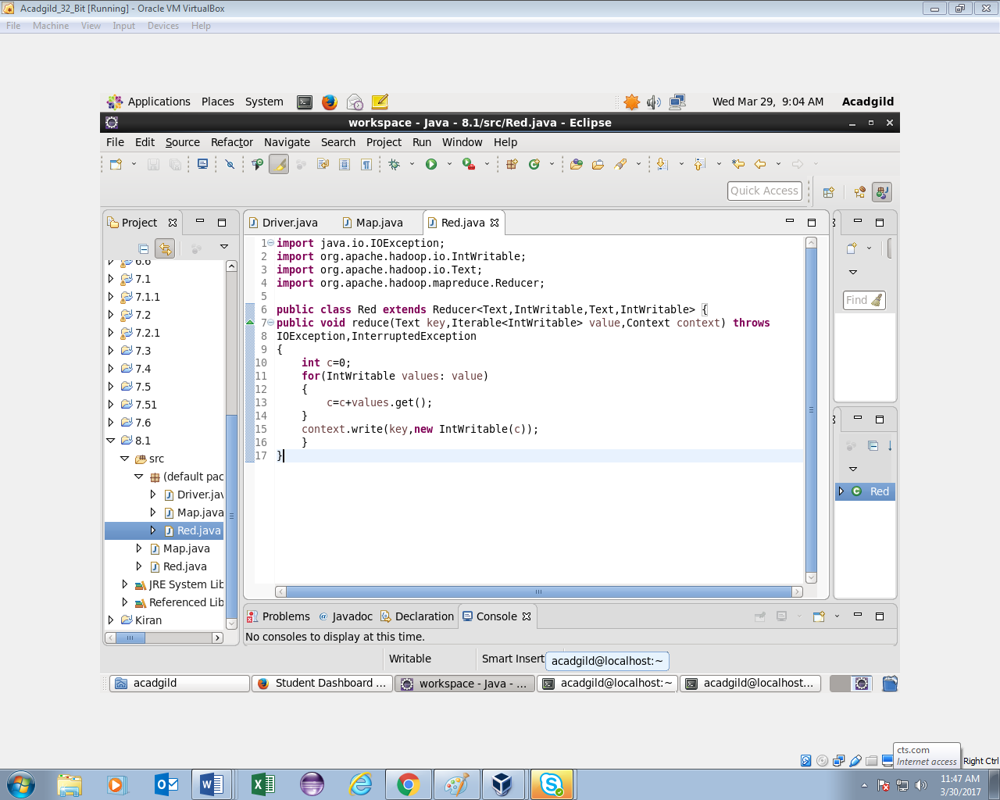 Acadgild_32_Bit [Running] - Oracle VM VirtualBox
File Machine View Input Devices Help
Applications Places System Wed Mar 29, 9:04 AM Acadgild
workspace - Java - 8.1/src/Red.java - Eclipse
File Edit Source Refactor Navigate Search Project Run Window Help
Quick Access
Project
6.6
7.1
7.1.1
7.2
7.2.1
7.3
7.4
7.5
7.51
7.6
8.1
src
(default pac
Driver.jav
Map.java
Red.java
Map.java
Red.java
JRE System Lib
Referenced Lib
Kiran
Driver.java Map.java Red.java
1 import java.io.IOException;
2 import org.apache.hadoop.io.IntWritable;
3 import org.apache.hadoop.io.Text;
4 import org.apache.hadoop.mapreduce.Reducer;
5
6 public class Red extends Reducer<Text,IntWritable,Text,IntWritable> {
7 public void reduce(Text key,Iterable<IntWritable> value,Context context) throws
8 IOException,InterruptedException
9 {
10 int c=0;
11 for(IntWritable values: value)
12 {
13 c=c+values.get();
14 }
15 context.write(key,new IntWritable(c));
16 }
17 }
Find
Red
Problems Javadoc Declaration Console
No consoles to display at this time.
Writable Smart Insert
acadgild@localhost:~
acadgild Student Dashboard ... workspace - Java - ... acadgild@localhost:~ acadgild@localhost...
cts.com
Internet access
Right Ctrl
11:47 AM
3/30/2017